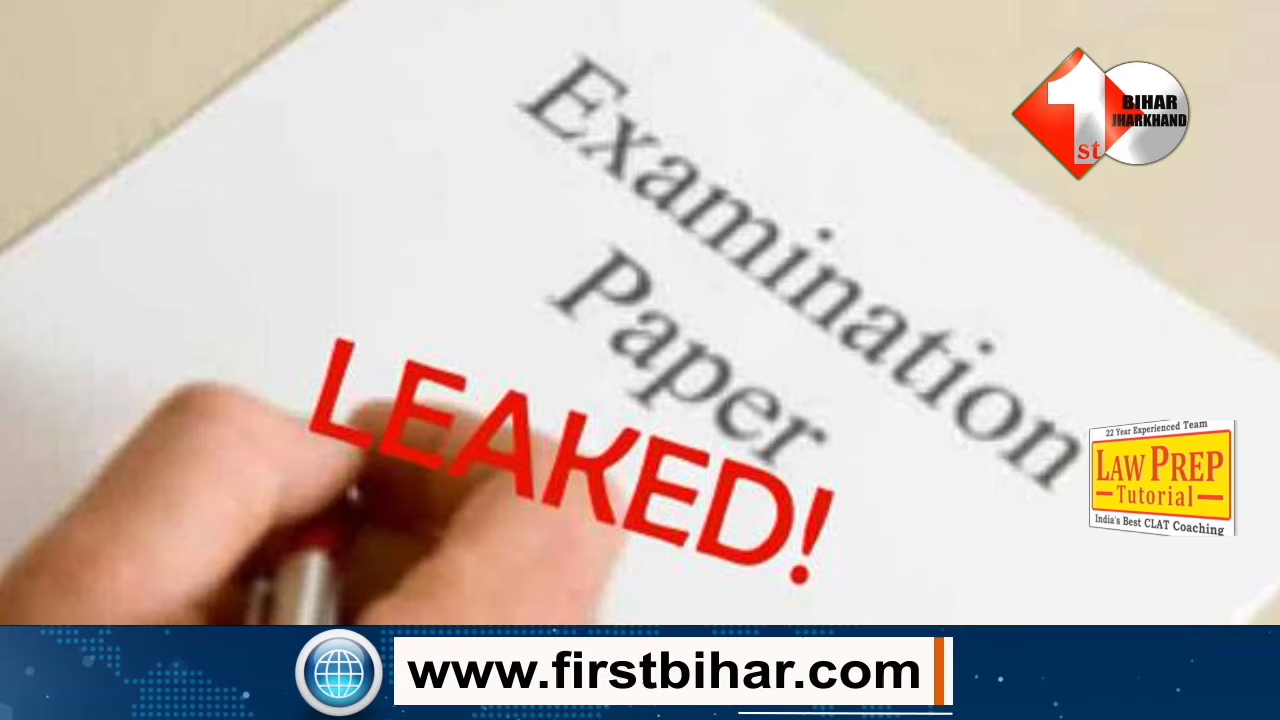 Examination
Paper
LEAKED!
1st
BIHAR
JHARKHAND
22 Year Experienced Team
LAW PREP
Tutorial
India's Best CLAT Coaching
www.firstbihar.com